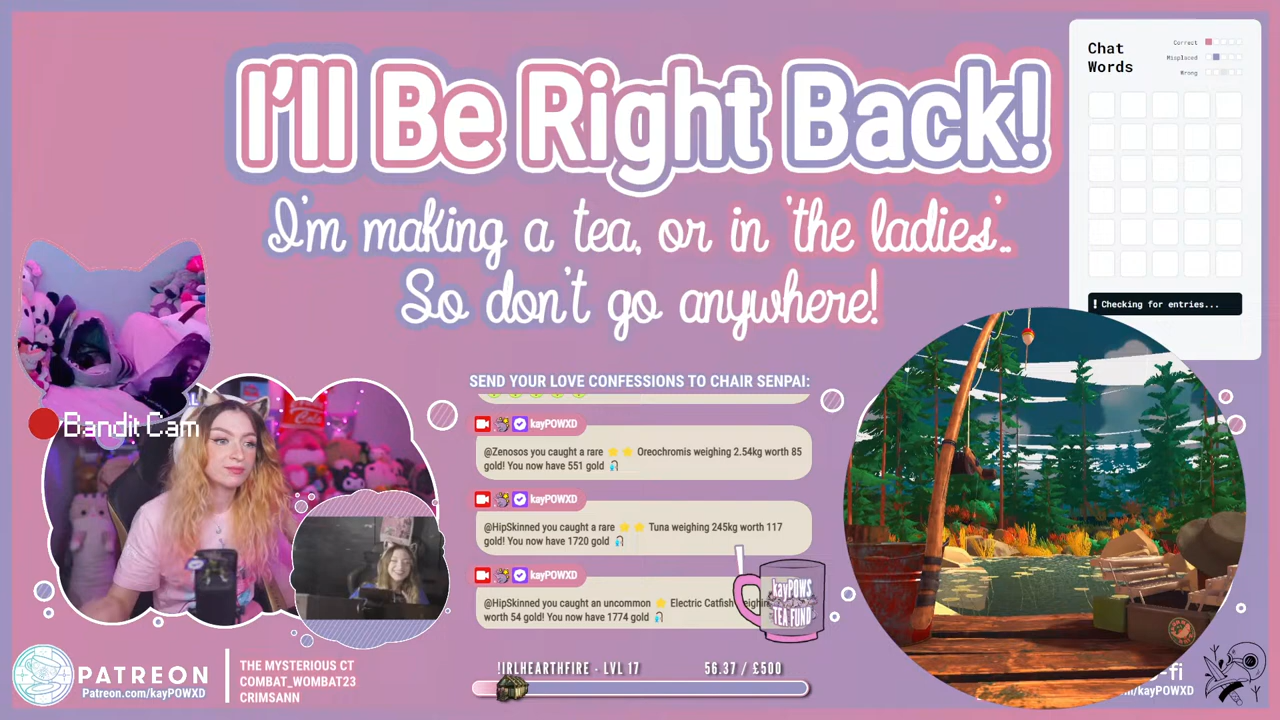 I'll Be Right Back!
I'm making a tea, or in 'the ladies'..
So don't go anywhere!
Chat
Words
Correct
Misplaced
Wrong
Checking for entries...
Bandit Cam
SEND YOUR LOVE CONFESSIONS TO CHAIR SENPAI:
kayPOWXD
@Zenosos you caught a rare ⭐ ⭐ Oreochromis weighing 2.54kg worth 85
gold! You now have 551 gold
kayPOWXD
@HipSkinned you caught a rare ⭐ ⭐ Tuna weighing 245kg worth 117
gold! You now have 1720 gold
kayPOWXD
@HipSkinned you caught an uncommon ⭐ Electric Catfish
worth 54 gold! You now have 1774 gold
kayPOWS
TEA FUND
PATREON
Patreon.com/kayPOWXD
THE MYSTERIOUS CT
COMBAT_WOMBAT23
CRIMSANN
!IRLHEARTHFIRE · LVL 17
56.37 / £500
-fi
/kayPOWXD